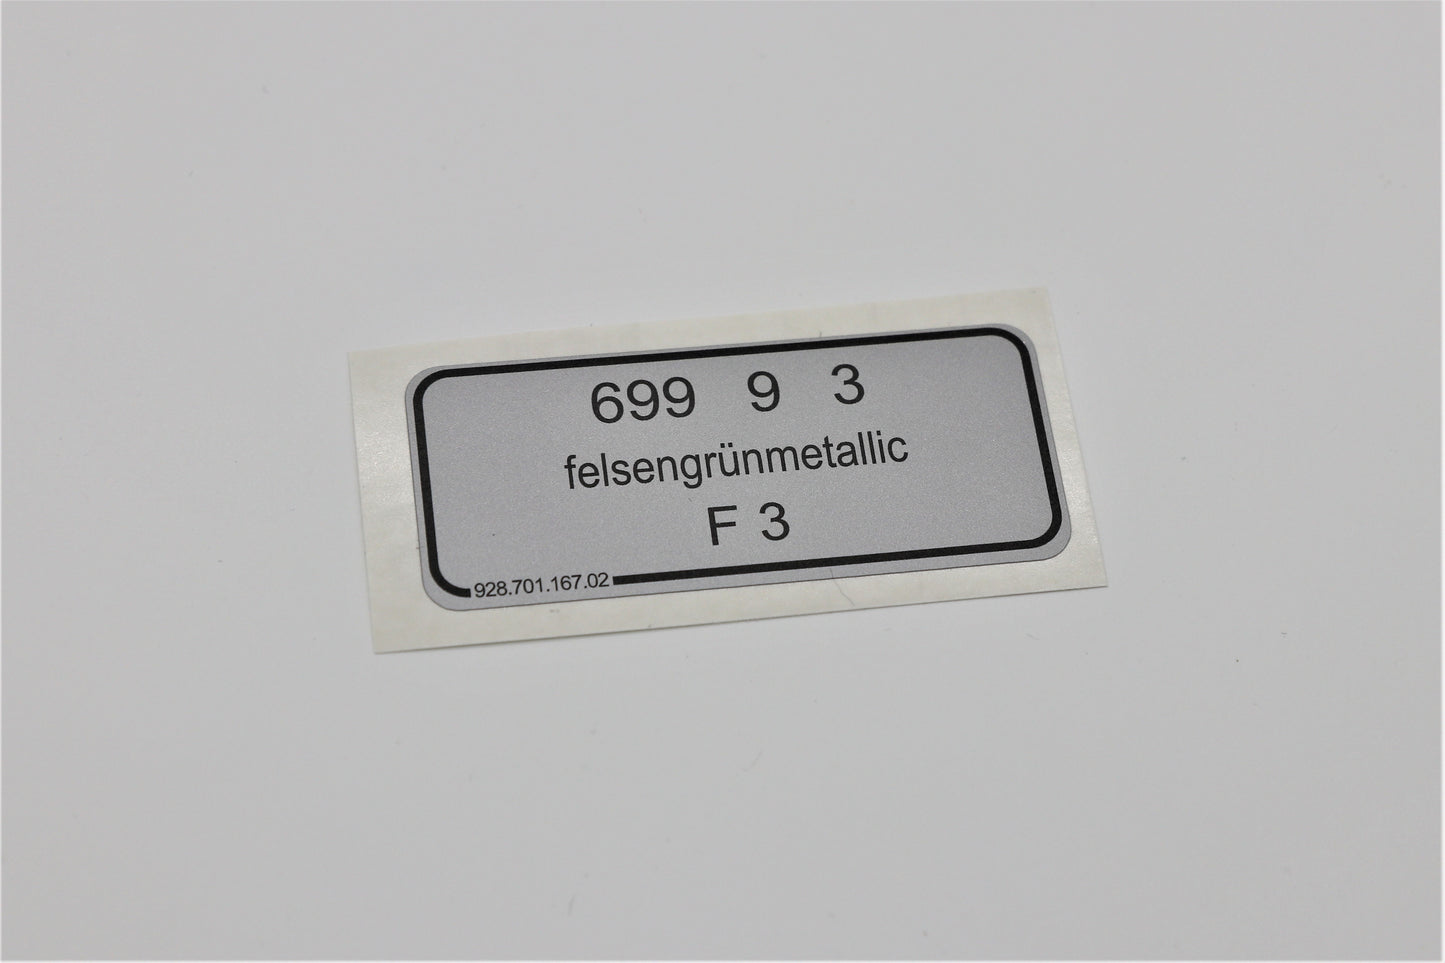 699 9 3
felsengrünmetallic
F 3
928.701.167.02